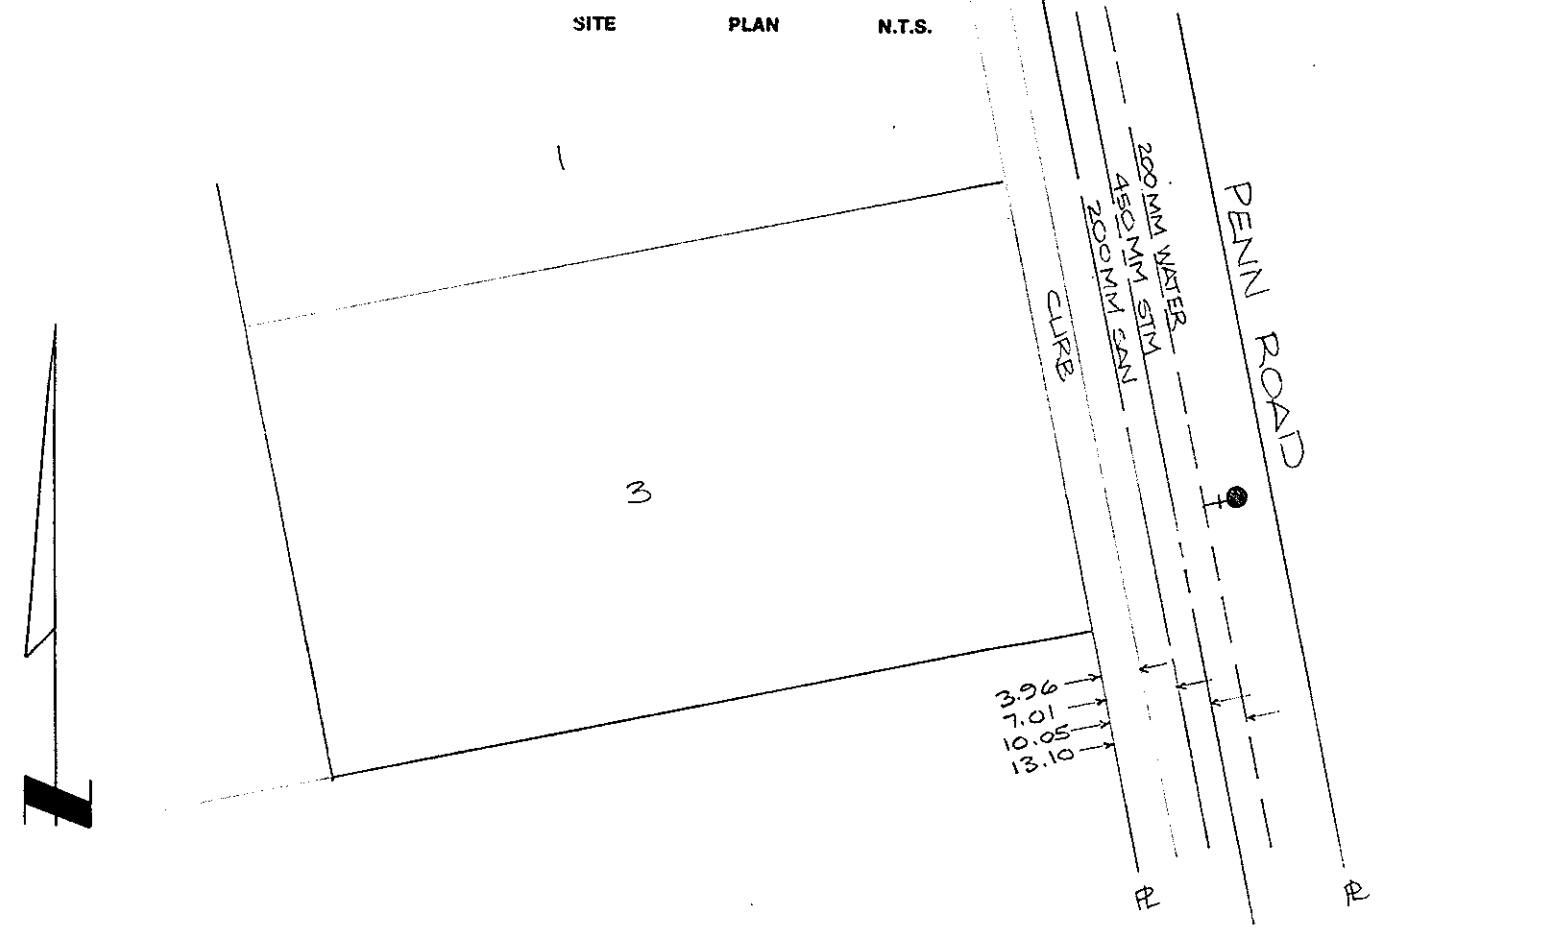 SITE PLAN N.T.S.
1
200MM WATER
450MM STM
200MM SAN
PENN ROAD
CURB
3
3.96
7.01
10.05
13.10
PL
PL
N